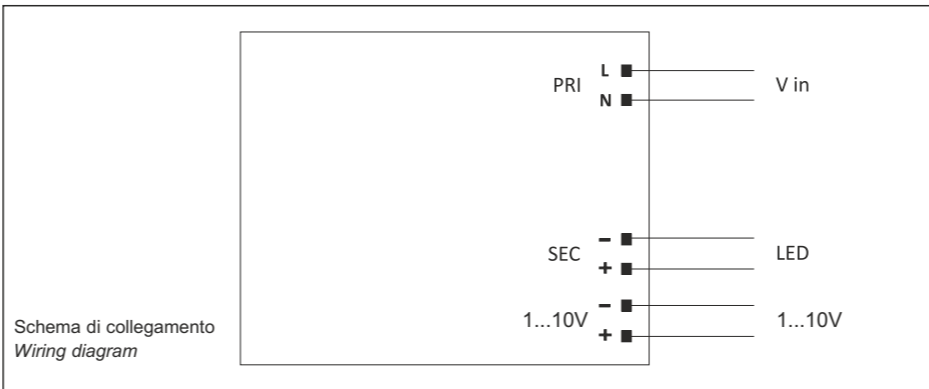 L
PRI V in
N
−
SEC LED
+
−
1...10V 1...10V
+
Schema di collegamento
Wiring diagram